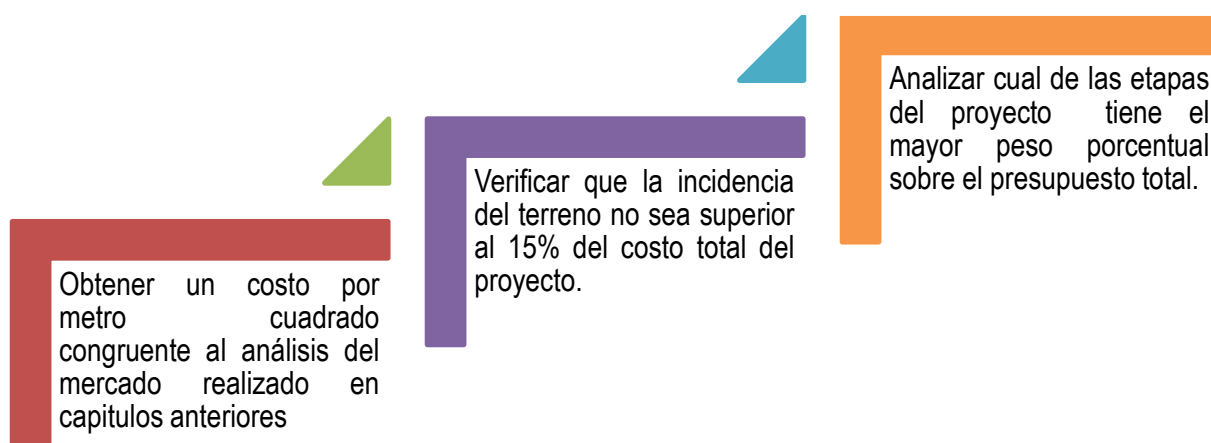 Obtener un costo por
metro cuadrado
congruente al análisis del
mercado realizado en
capitulos anteriores
Verificar que la incidencia
del terreno no sea superior
al 15% del costo total del
proyecto.
Analizar cual de las etapas
del proyecto tiene el
mayor peso porcentual
sobre el presupuesto total.